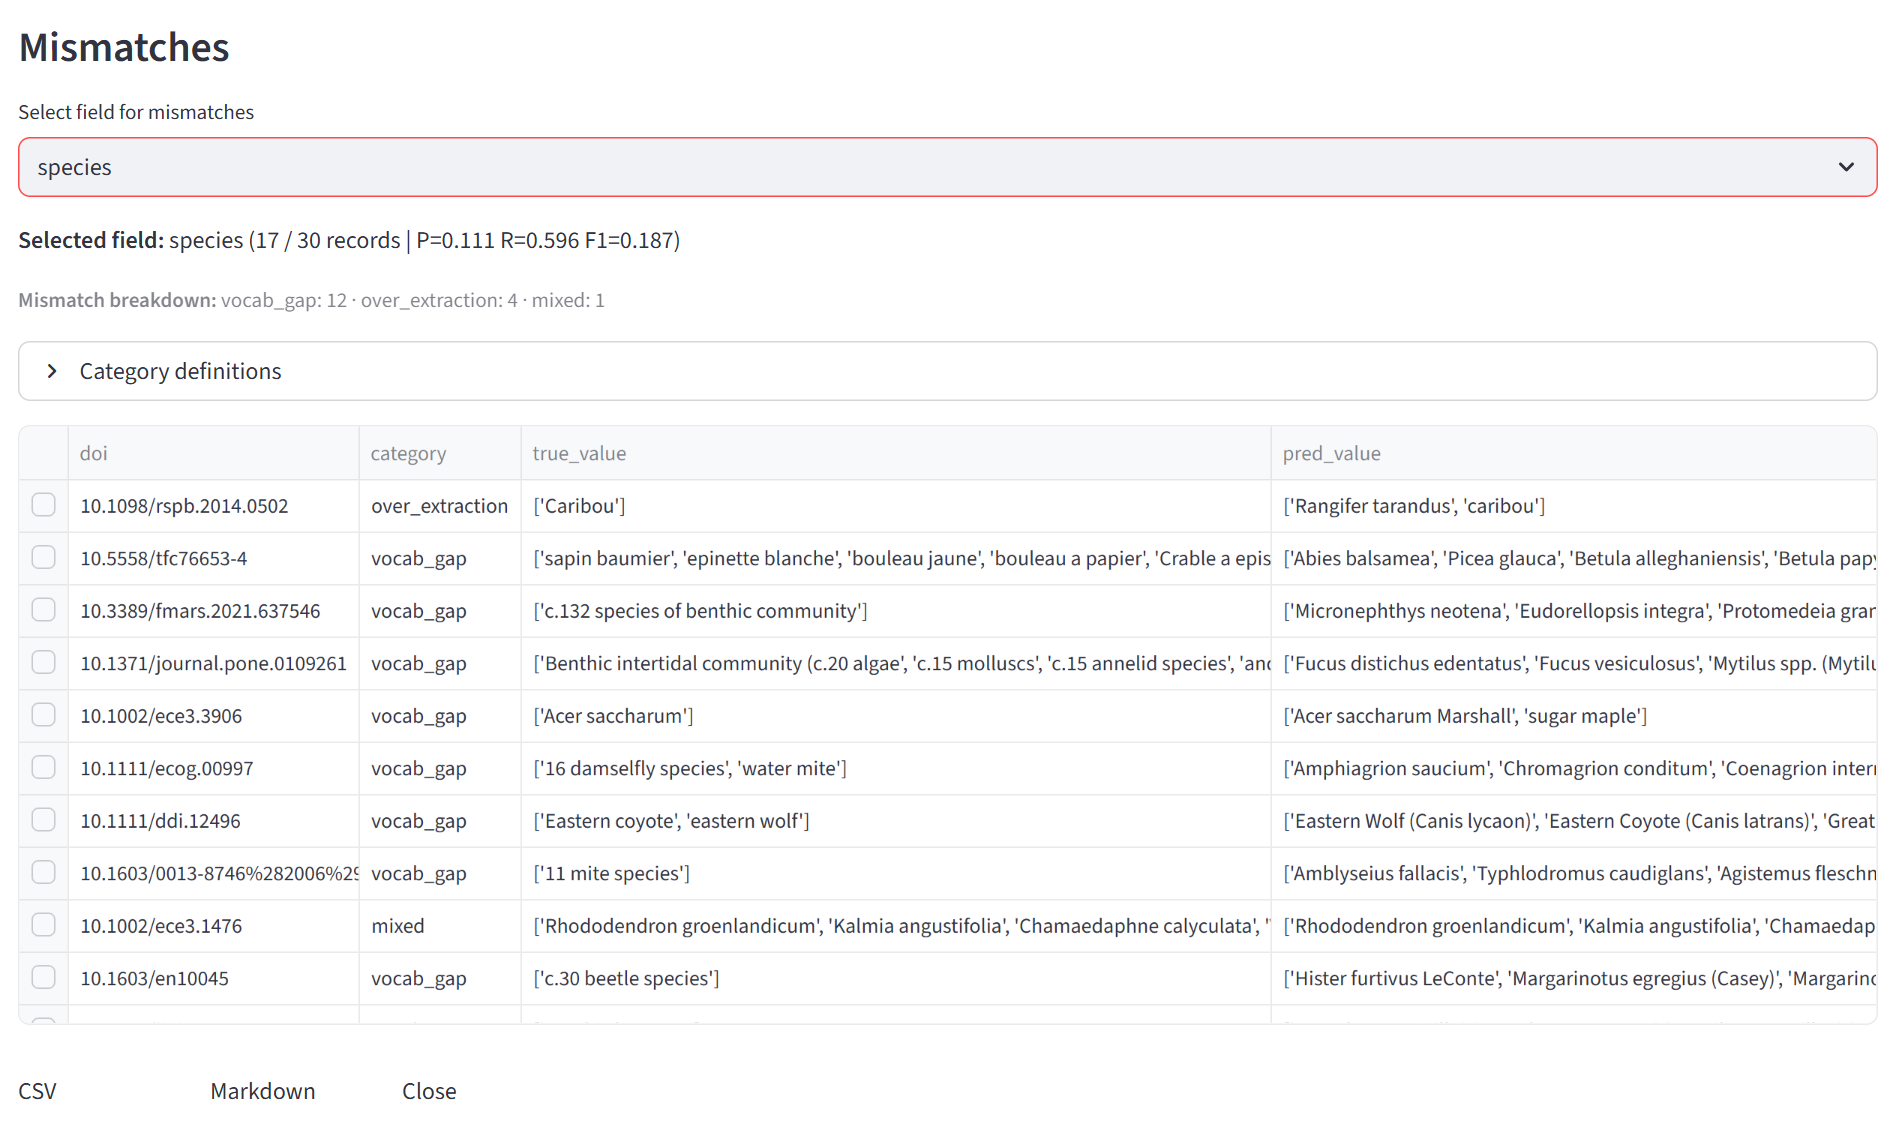 Mismatches
Select field for mismatches
species
Selected field: species (17 / 30 records | P=0.111 R=0.596 F1=0.187)
Mismatch breakdown: vocab_gap: 12 · over_extraction: 4 · mixed: 1
Category definitions
doi category true_value pred_value
10.1098/rspb.2014.0502 over_extraction ['Caribou'] ['Rangifer tarandus', 'caribou']
10.5558/tfc76653-4 vocab_gap ['sapin baumier', 'epinette blanche', 'bouleau jaune', 'bouleau a papier', 'Crable a epis ['Abies balsamea', 'Picea glauca', 'Betula alleghaniensis', 'Betula papy
10.3389/fmars.2021.637546 vocab_gap ['c.132 species of benthic community'] ['Micronephthys neotena', 'Eudorellopsis integra', 'Protomedeia gran
10.1371/journal.pone.0109261 vocab_gap ['Benthic intertidal community (c.20 algae', 'c.15 molluscs', 'c.15 annelid species', 'and ['Fucus distichus edentatus', 'Fucus vesiculosus', 'Mytilus spp. (Mytilu
10.1002/ece3.3906 vocab_gap ['Acer saccharum'] ['Acer saccharum Marshall', 'sugar maple']
10.1111/ecog.00997 vocab_gap ['16 damselfly species', 'water mite'] ['Amphiagrion saucium', 'Chromagrion conditum', 'Coenagrion interr
10.1111/ddi.12496 vocab_gap ['Eastern coyote', 'eastern wolf'] ['Eastern Wolf (Canis lycaon)', 'Eastern Coyote (Canis latrans)', 'Great
10.1603/0013-8746%282006%29 vocab_gap ['11 mite species'] ['Amblyseius fallacis', 'Typhlodromus caudiglans', 'Agistemus fleschn
10.1002/ece3.1476 mixed ['Rhododendron groenlandicum', 'Kalmia angustifolia', 'Chamaedaphne calyculata', ' ['Rhododendron groenlandicum', 'Kalmia angustifolia', 'Chamaedap
10.1603/en10045 vocab_gap ['c.30 beetle species'] ['Hister furtivus LeConte', 'Margarinotus egregius (Casey)', 'Margarino
CSV Markdown Close